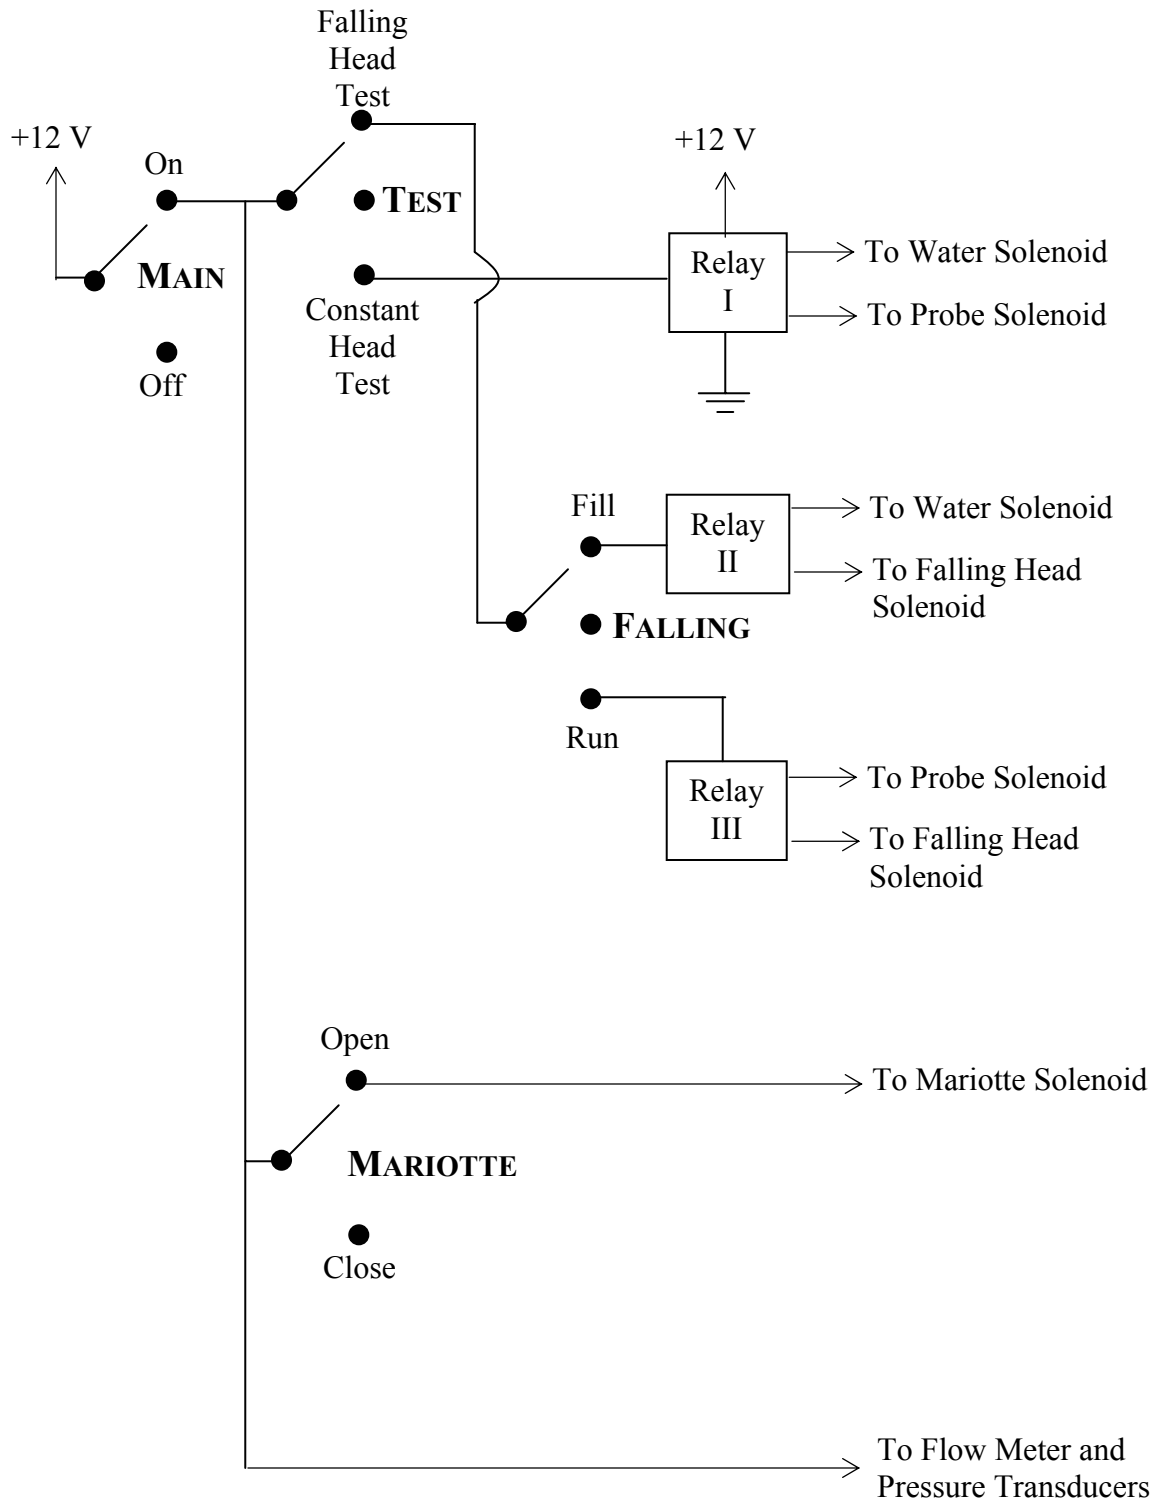 Falling
Head
Test
+12 V
On
+12 V
TEST
MAIN
Relay
I
To Water Solenoid
To Probe Solenoid
Constant
Head
Test
Off
Fill
Relay
II
To Water Solenoid
To Falling Head
Solenoid
FALLING
Run
Relay
III
To Probe Solenoid
To Falling Head
Solenoid
Open
To Mariotte Solenoid
MARIOTTE
Close
To Flow Meter and
Pressure Transducers